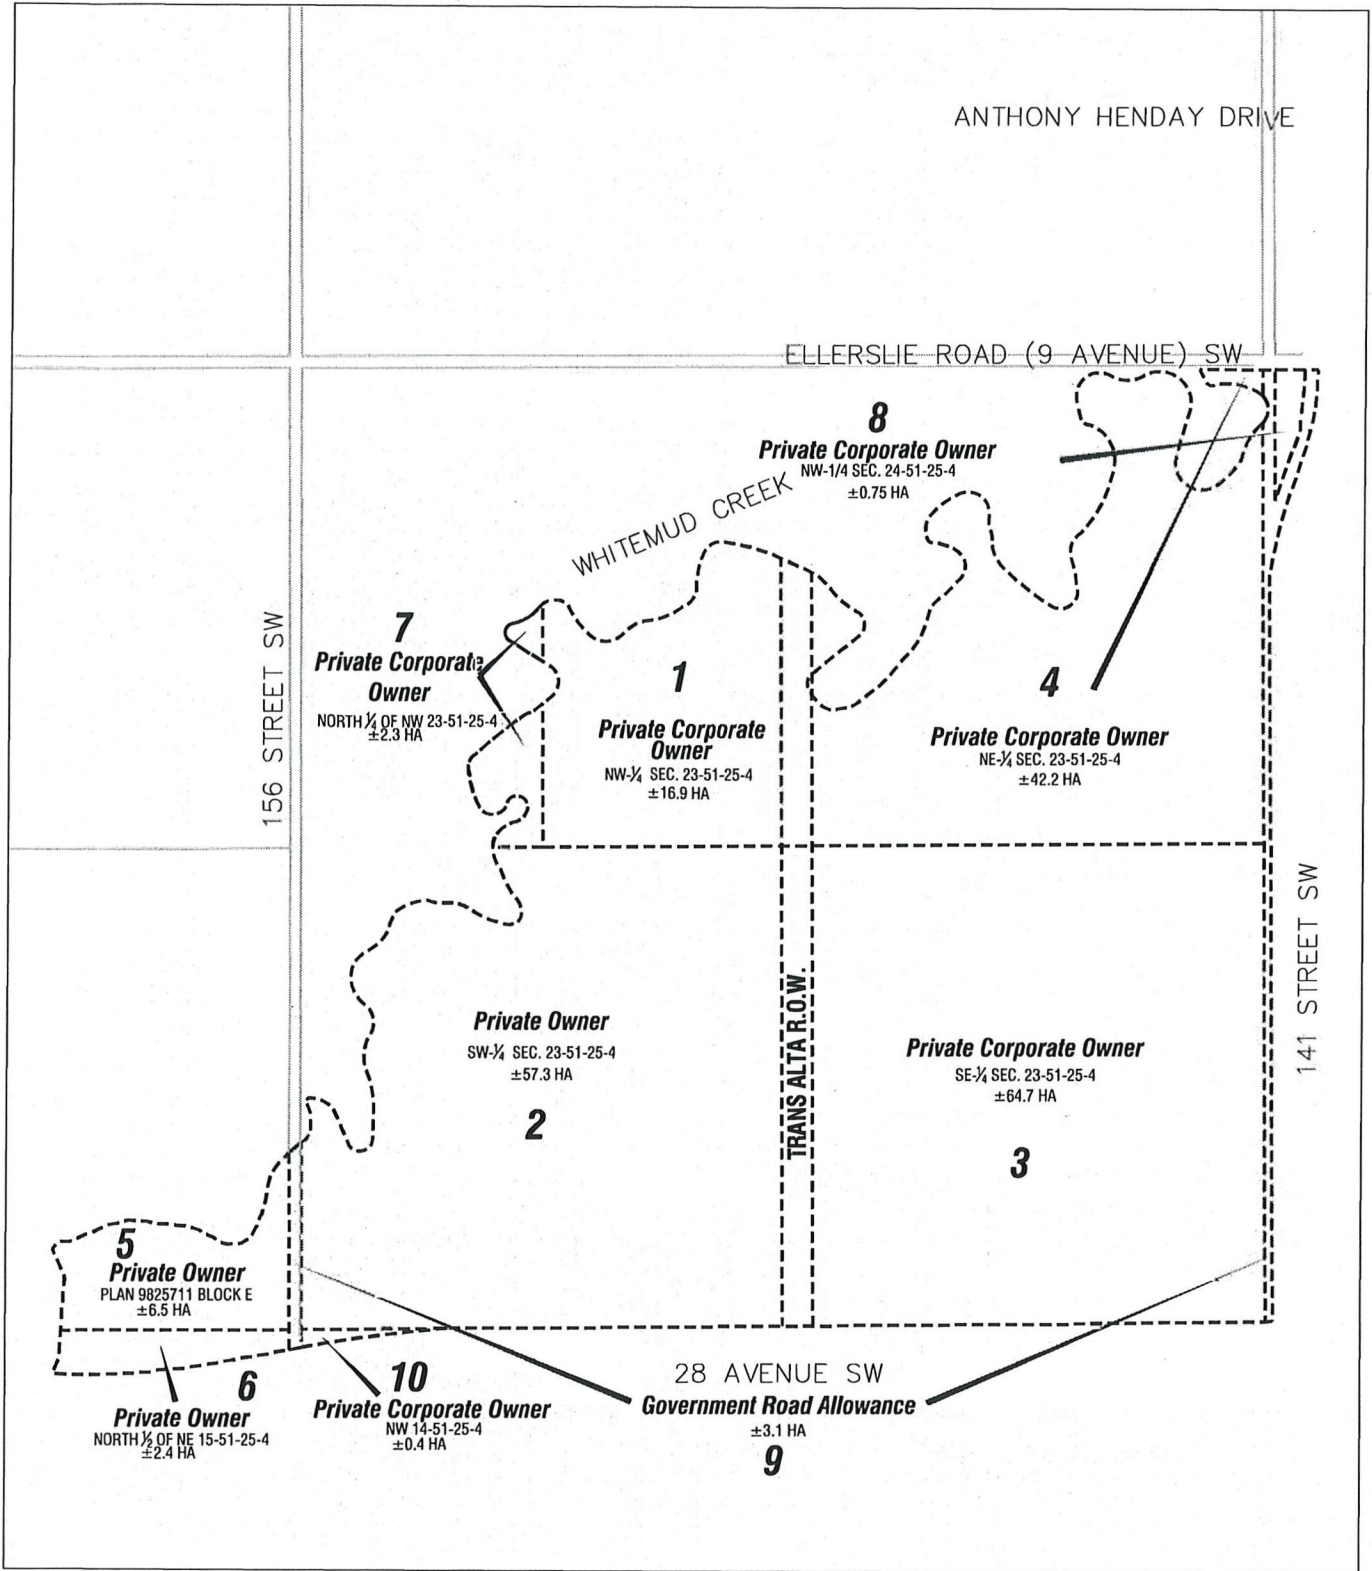 ANTHONY HENDAY DRIVE
ELLERSLIE ROAD (9 AVENUE) SW
8
Private Corporate Owner
NW-1/4 SEC. 24-51-25-4
±0.75 HA
WHITEMUD CREEK
7
Private Corporate
Owner
NORTH ¼ OF NW 23-51-25-4
±2.3 HA
156 STREET SW
1
Private Corporate
Owner
NW-¼ SEC. 23-51-25-4
±16.9 HA
4
Private Corporate Owner
NE-¼ SEC. 23-51-25-4
±42.2 HA
141 STREET SW
TRANS ALTA R.O.W.
Private Owner
SW-¼ SEC. 23-51-25-4
±57.3 HA
2
Private Corporate Owner
SE-¼ SEC. 23-51-25-4
±64.7 HA
3
5
Private Owner
PLAN 9825711 BLOCK E
±6.5 HA
6
Private Owner
NORTH ½ OF NE 15-51-25-4
±2.4 HA
10
Private Corporate Owner
NW 14-51-25-4
±0.4 HA
28 AVENUE SW
Government Road Allowance
±3.1 HA
9